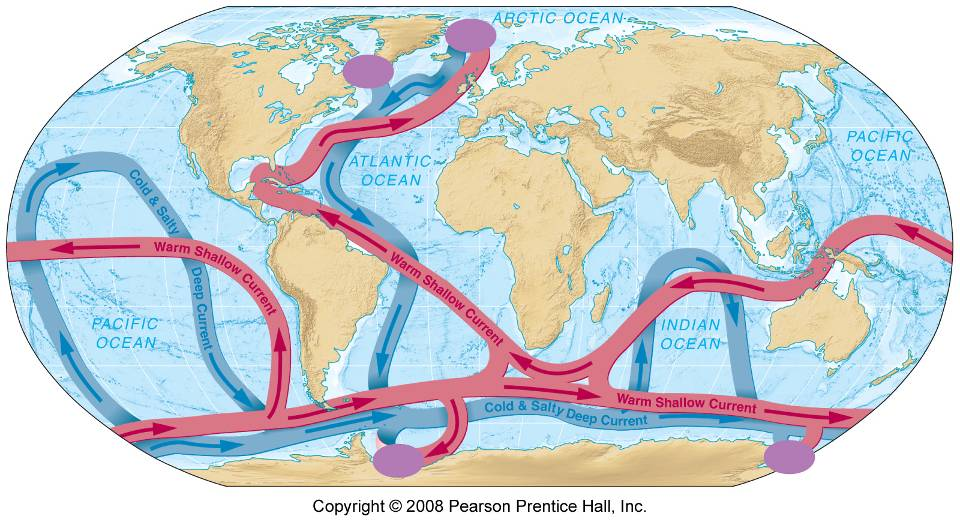 ARCTIC OCEAN
PACIFIC
OCEAN
ATLANTIC
OCEAN
Cold & Salty Deep Current
Warm Shallow Current
Warm Shallow Current
PACIFIC
OCEAN
INDIAN
OCEAN
Warm Shallow Current
Cold & Salty Deep Current
Copyright © 2008 Pearson Prentice Hall, Inc.